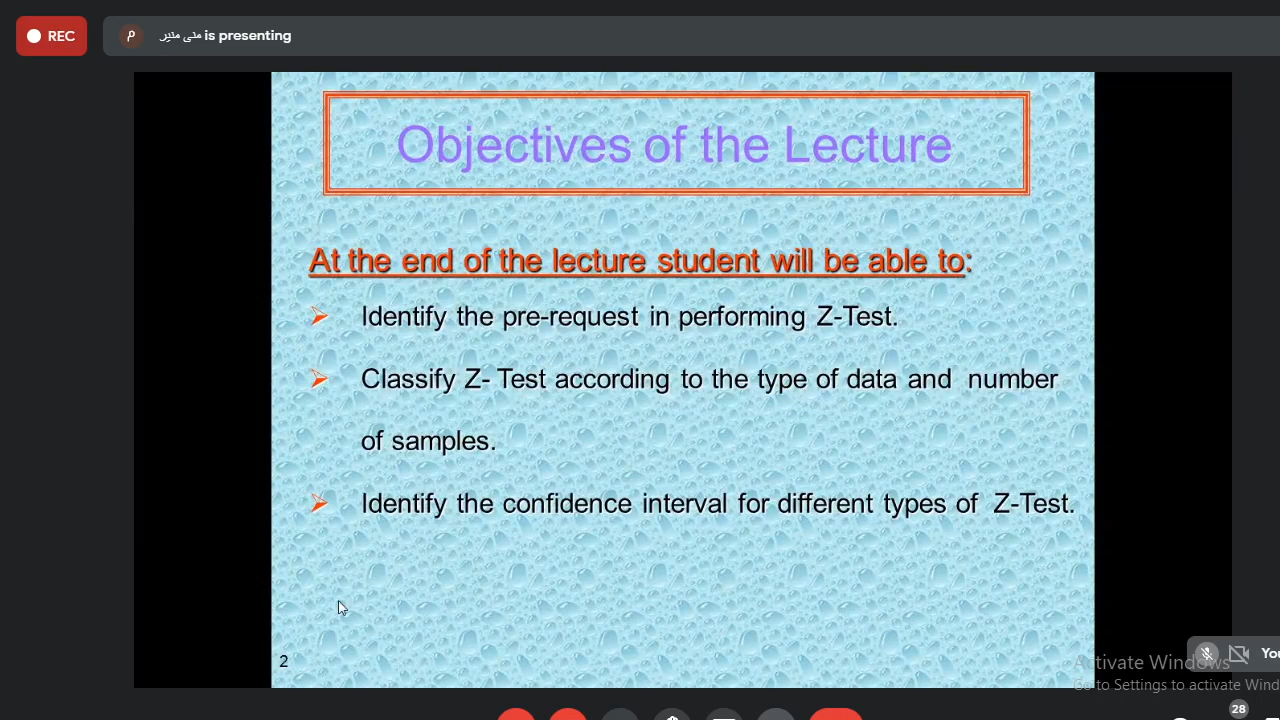 REC
م
منى منير is presenting
Objectives of the Lecture
At the end of the lecture student will be able to:
Identify the pre-request in performing Z-Test.
Classify Z- Test according to the type of data and number
of samples.
Identify the confidence interval for different types of Z-Test.
2
You
Activate Windows
Go to Settings to activate Wind
28